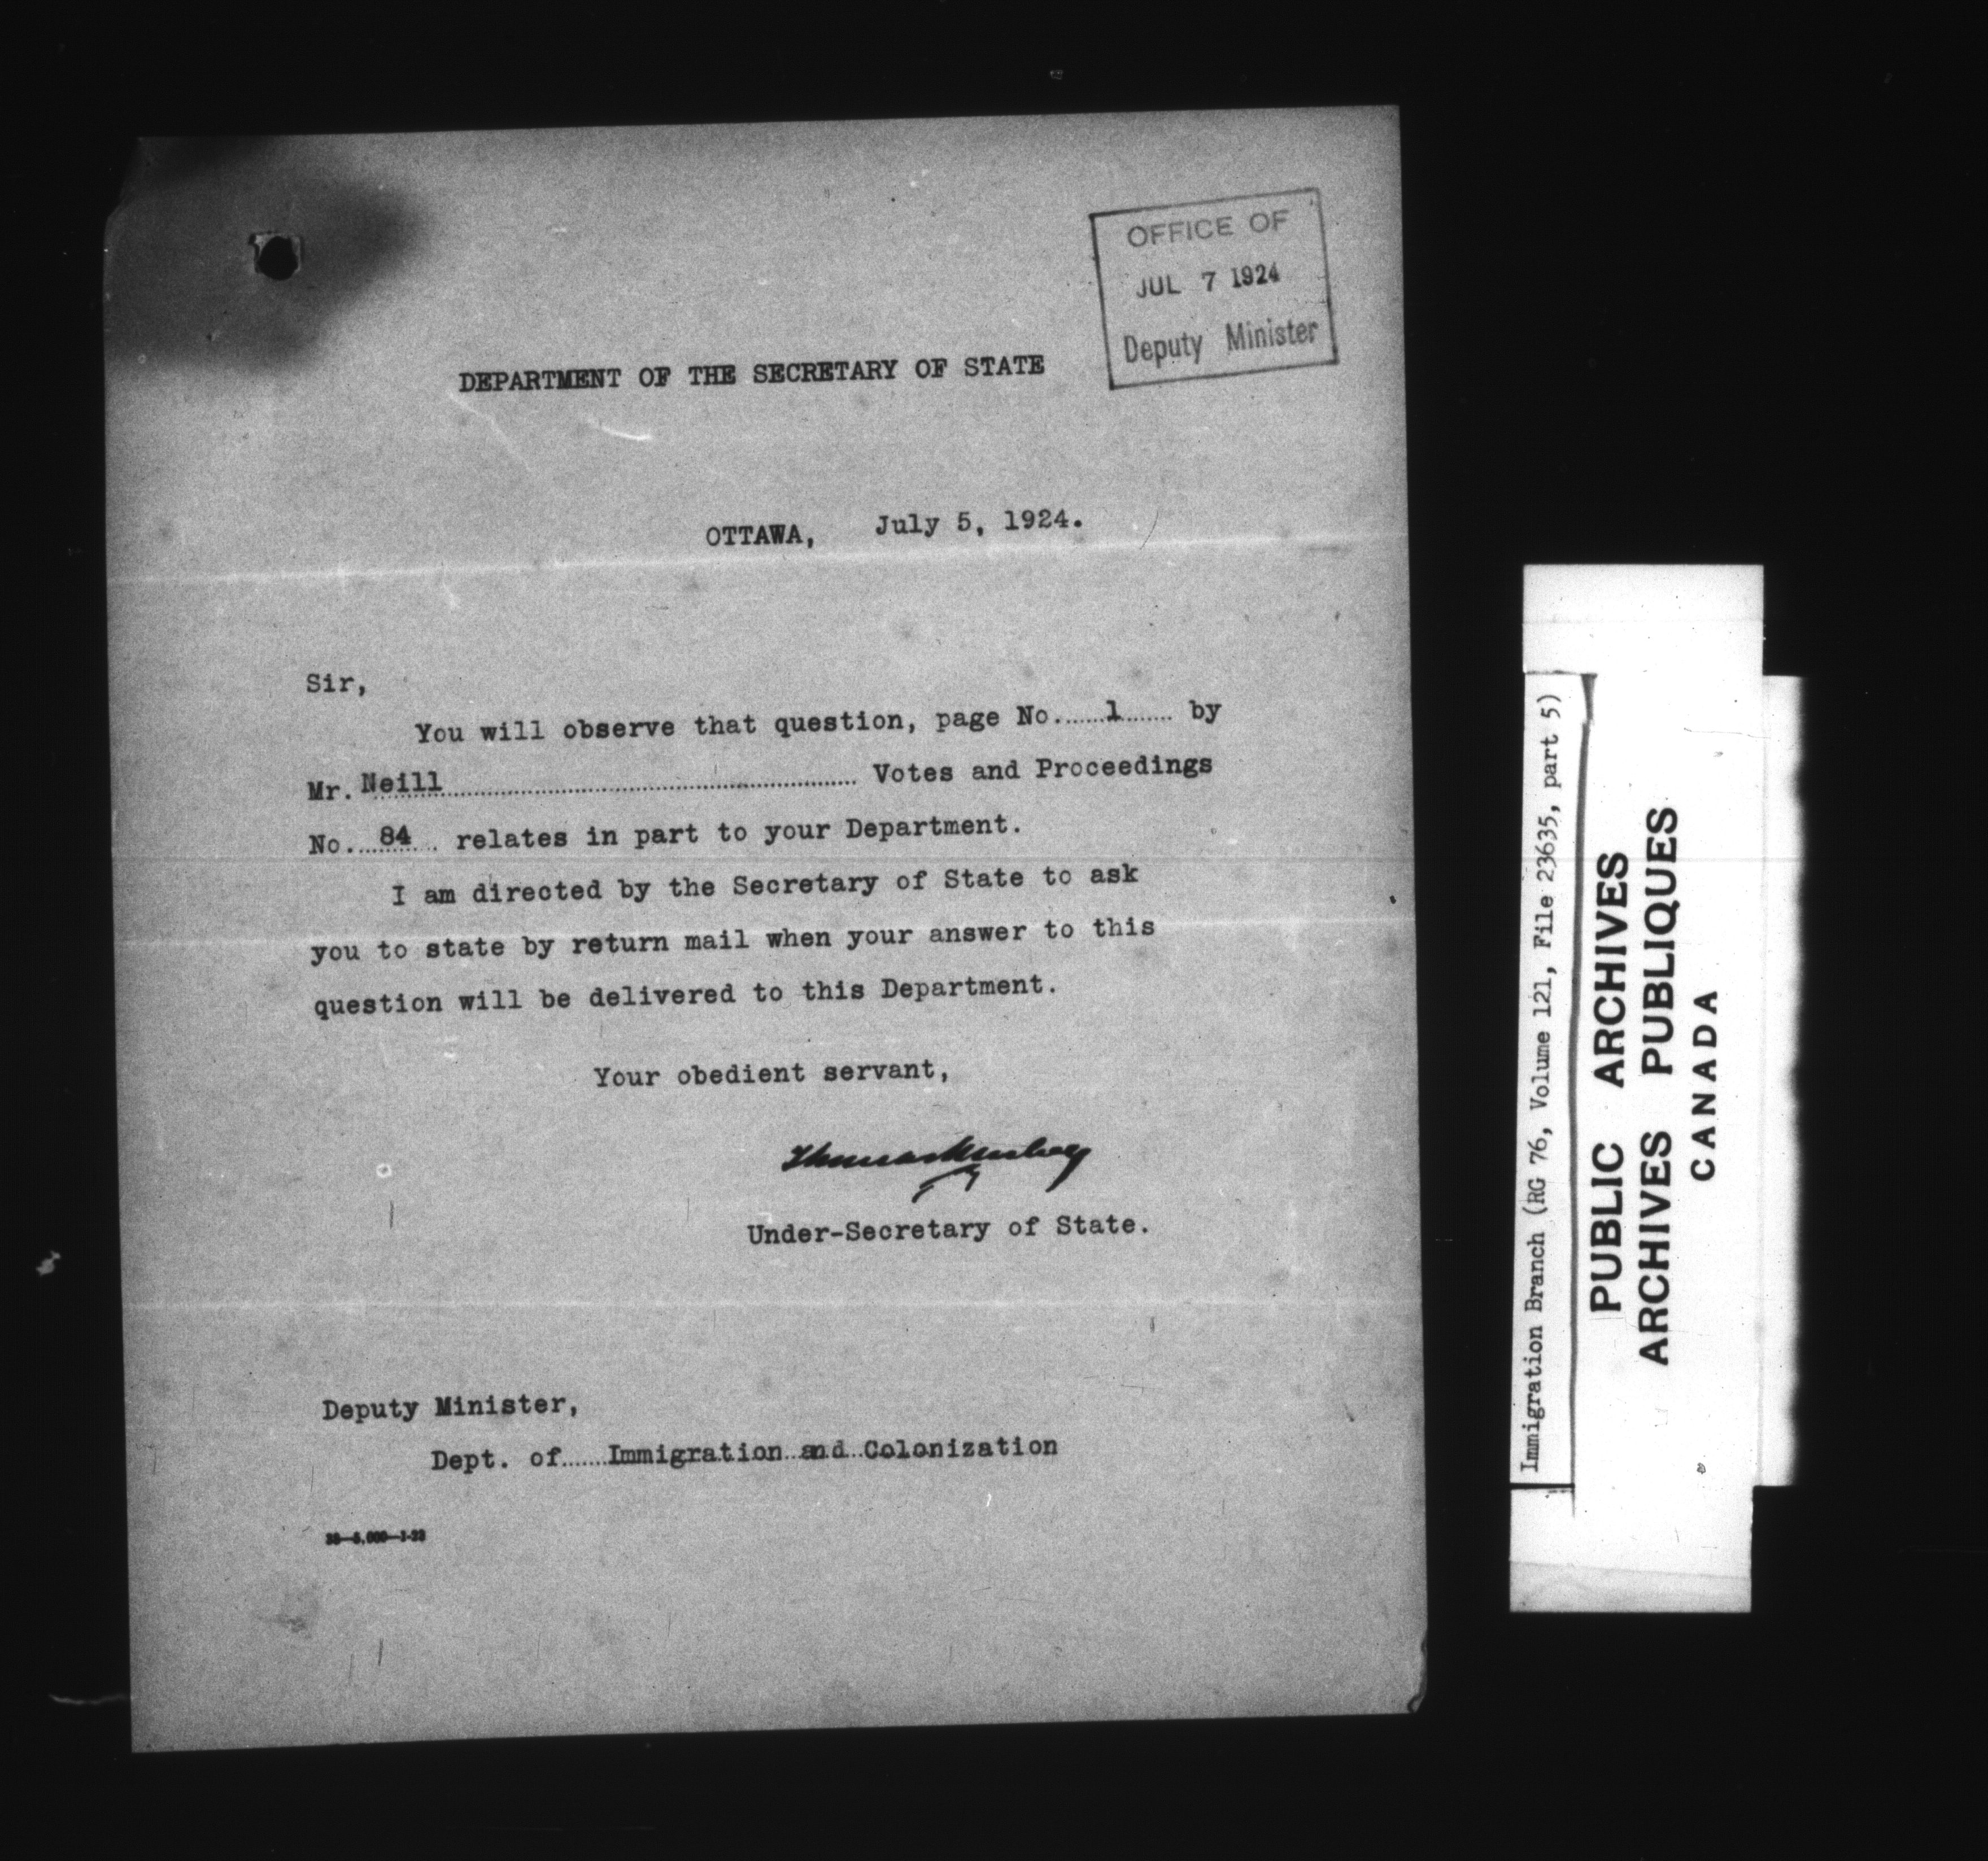 OFFICE OF
JUL 7 1924
Deputy Minister
DEPARTMENT OF THE SECRETARY OF STATE
OTTAWA, July 5, 1924.
Sir,
You will observe that question, page No.......1....... by
Mr. Neill................................................ Votes and Proceedings
No....84... relates in part to your Department.
I am directed by the Secretary of State to ask
you to state by return mail when your answer to this
question will be delivered to this Department.
Your obedient servant,
Under-Secretary of State.
Deputy Minister,
Dept. of......Immigration and Colonization
Immigration Branch (RG 76, Volume 121, File 23635, part 5)
PUBLIC ARCHIVES
ARCHIVES PUBLIQUES
CANADA